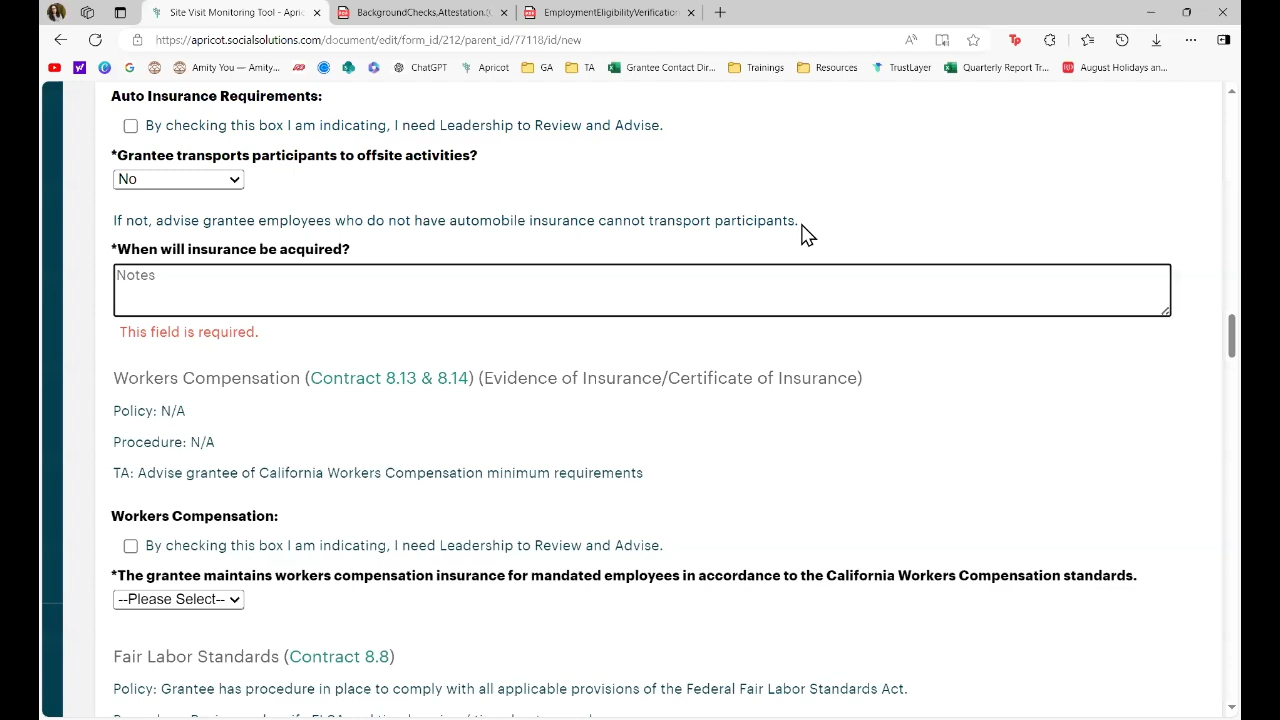 Site Visit Monitoring Tool - Apric
BackgroundChecks,Attestation.(
EmploymentEligibilityVerification
https://apricot.socialsolutions.com/document/edit/form_id/212/parent_id/77118/id/new
Amity You — Amity...
ChatGPT
Apricot
GA
TA
Grantee Contact Dir...
Trainings
Resources
TrustLayer
Quarterly Report Tr...
August Holidays an...
Auto Insurance Requirements:
By checking this box I am indicating, I need Leadership to Review and Advise.
*Grantee transports participants to offsite activities?
No
If not, advise grantee employees who do not have automobile insurance cannot transport participants.
*When will insurance be acquired?
Notes
This field is required.
Workers Compensation (Contract 8.13 & 8.14) (Evidence of Insurance/Certificate of Insurance)
Policy: N/A
Procedure: N/A
TA: Advise grantee of California Workers Compensation minimum requirements
Workers Compensation:
By checking this box I am indicating, I need Leadership to Review and Advise.
*The grantee maintains workers compensation insurance for mandated employees in accordance to the California Workers Compensation standards.
--Please Select--
Fair Labor Standards (Contract 8.8)
Policy: Grantee has procedure in place to comply with all applicable provisions of the Federal Fair Labor Standards Act.